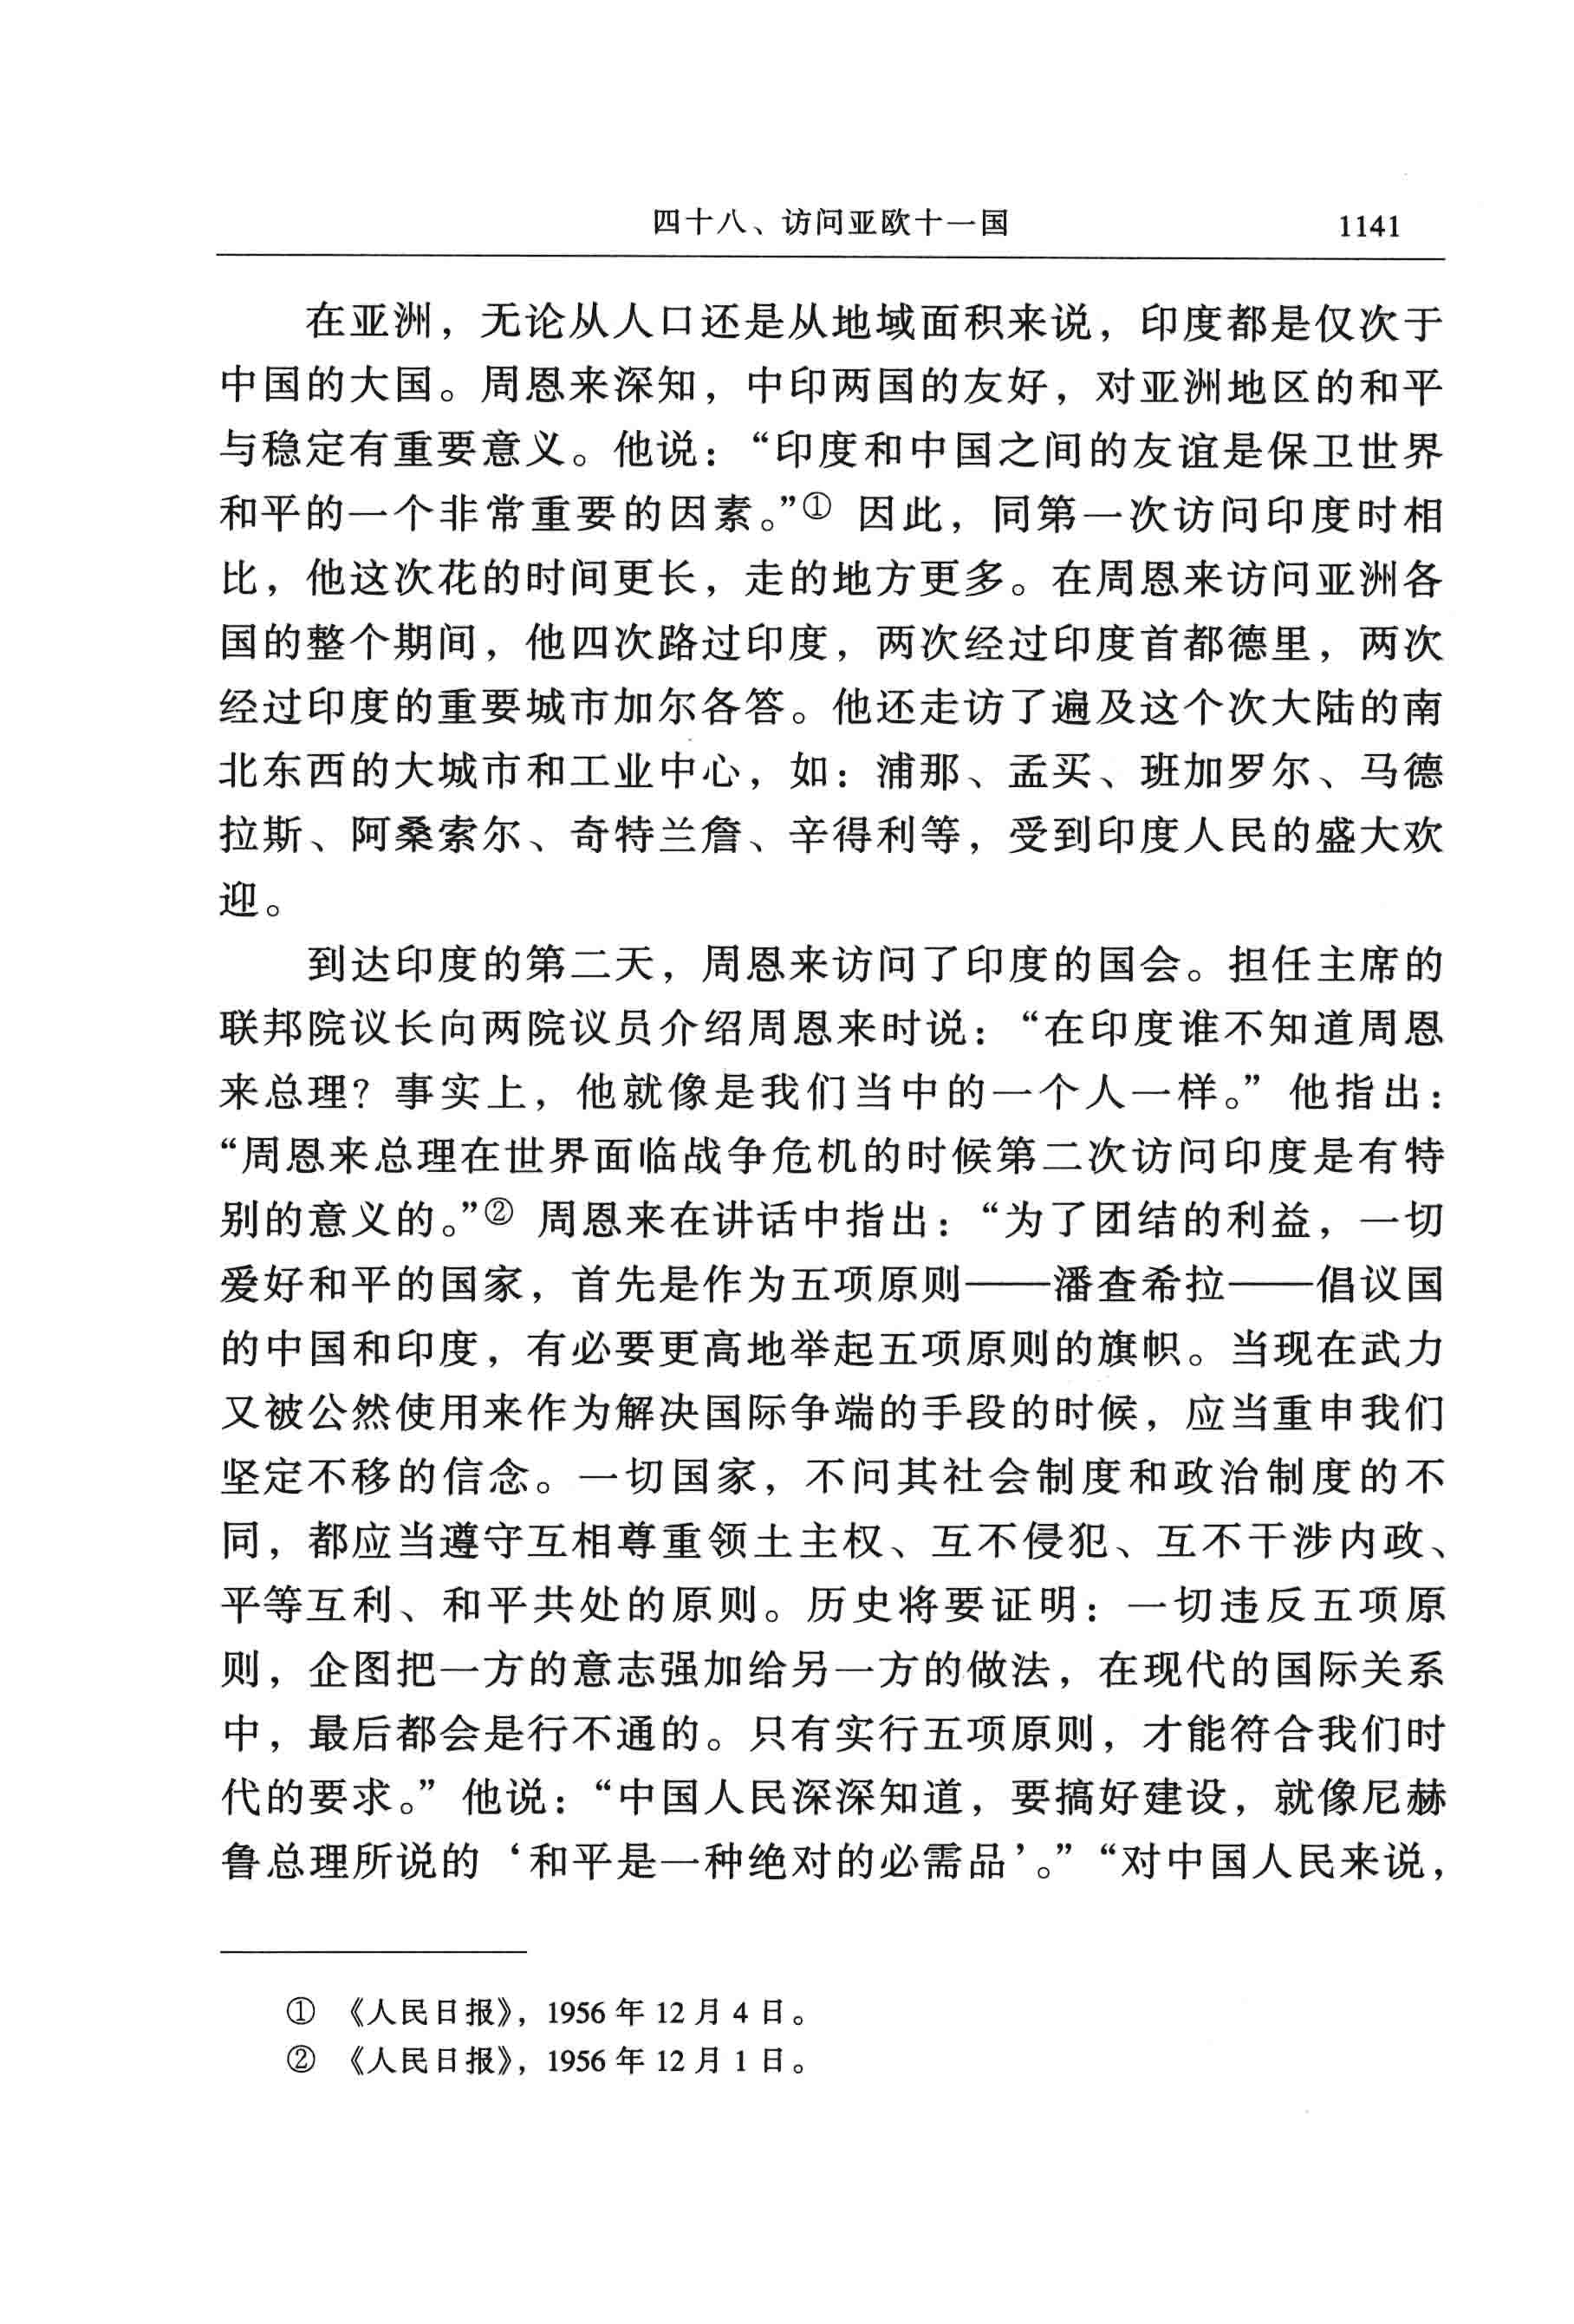 四十八、访问亚欧十一国 1141
在亚洲，无论从人口还是从地域面积来说，印度都是仅次于
中国的大国。周恩来深知，中印两国的友好，对亚洲地区的和平
与稳定有重要意义。他说：“印度和中国之间的友谊是保卫世界
和平的一个非常重要的因素。”① 因此，同第一次访问印度时相
比，他这次花的时间更长，走的地方更多。在周恩来访问亚洲各
国的整个期间，他四次路过印度，两次经过印度首都德里，两次
经过印度的重要城市加尔各答。他还走访了遍及这个次大陆的南
北东西的大城市和工业中心，如：浦那、孟买、班加罗尔、马德
拉斯、阿桑索尔、奇特兰詹、辛得利等，受到印度人民的盛大欢
迎。
到达印度的第二天，周恩来访问了印度的国会。担任主席的
联邦院议长向两院议员介绍周恩来时说：“在印度谁不知道周恩
来总理？事实上，他就像是我们当中的一个人一样。”他指出：
“周恩来总理在世界面临战争危机的时候第二次访问印度是有特
别的意义的。”② 周恩来在讲话中指出：“为了团结的利益，一切
爱好和平的国家，首先是作为五项原则——潘查希拉——倡议国
的中国和印度，有必要更高地举起五项原则的旗帜。当现在武力
又被公然使用来作为解决国际争端的手段的时候，应当重申我们
坚定不移的信念。一切国家，不问其社会制度和政治制度的不
同，都应当遵守互相尊重领土主权、互不侵犯、互不干涉内政、
平等互利、和平共处的原则。历史将要证明：一切违反五项原
则，企图把一方的意志强加给另一方的做法，在现代的国际关系
中，最后都会是行不通的。只有实行五项原则，才能符合我们时
代的要求。”他说：“中国人民深深知道，要搞好建设，就像尼赫
鲁总理所说的‘和平是一种绝对的必需品’。”“对中国人民来说，
① 《人民日报》，1956 年 12 月 4 日。
② 《人民日报》，1956 年 12 月 1 日。